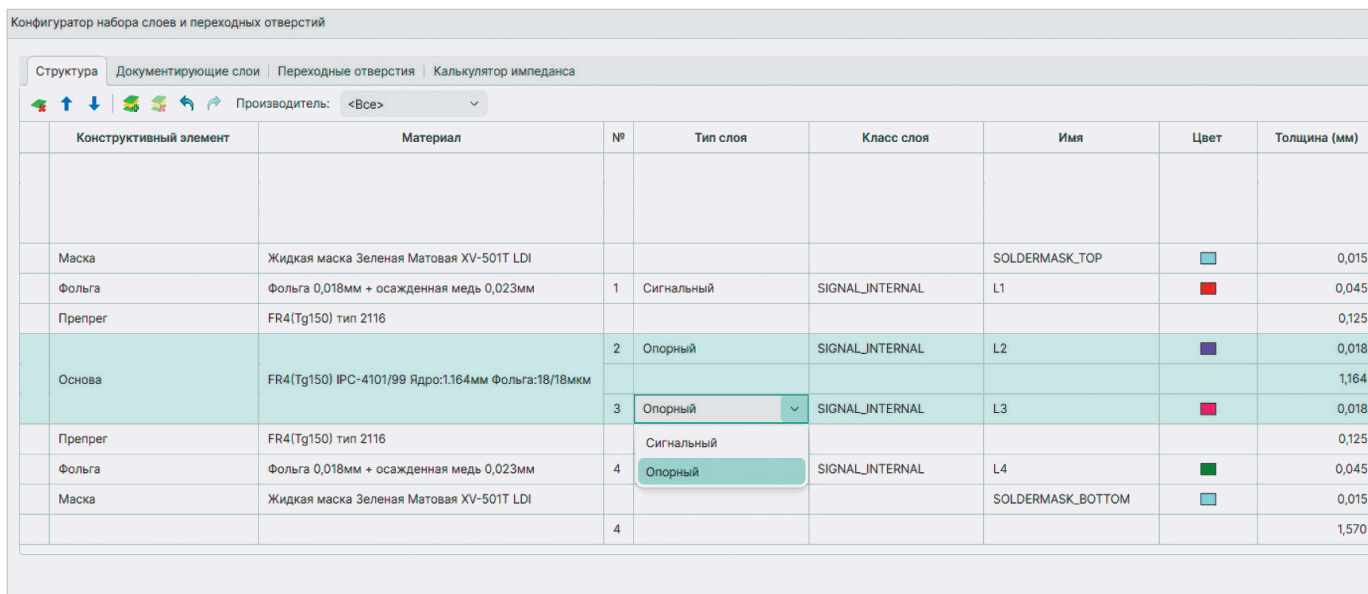 Конфигуратор набора слоев и переходных отверстий
Структура Документирующие слои Переходные отверстия Калькулятор импеданса
Производитель: <Все>
Конструктивный элемент Материал № Тип слоя Класс слоя Имя Цвет Толщина (мм)
Маска Жидкая маска Зеленая Матовая XV-501T LDI SOLDERMASK_TOP 0,015
Фольга Фольга 0,018мм + осажденная медь 0,023мм 1 Сигнальный SIGNAL_INTERNAL L1 0,045
Препрег FR4(Tg150) тип 2116 0,125
2 Опорный SIGNAL_INTERNAL L2 0,018
Основа FR4(Tg150) IPC-4101/99 Ядро:1.164мм Фольга:18/18мкм 1,164
3 Опорный SIGNAL_INTERNAL L3 0,018
Препрег FR4(Tg150) тип 2116 Сигнальный 0,125
Фольга Фольга 0,018мм + осажденная медь 0,023мм 4 Опорный SIGNAL_INTERNAL L4 0,045
Маска Жидкая маска Зеленая Матовая XV-501T LDI SOLDERMASK_BOTTOM 0,015
4 1,570